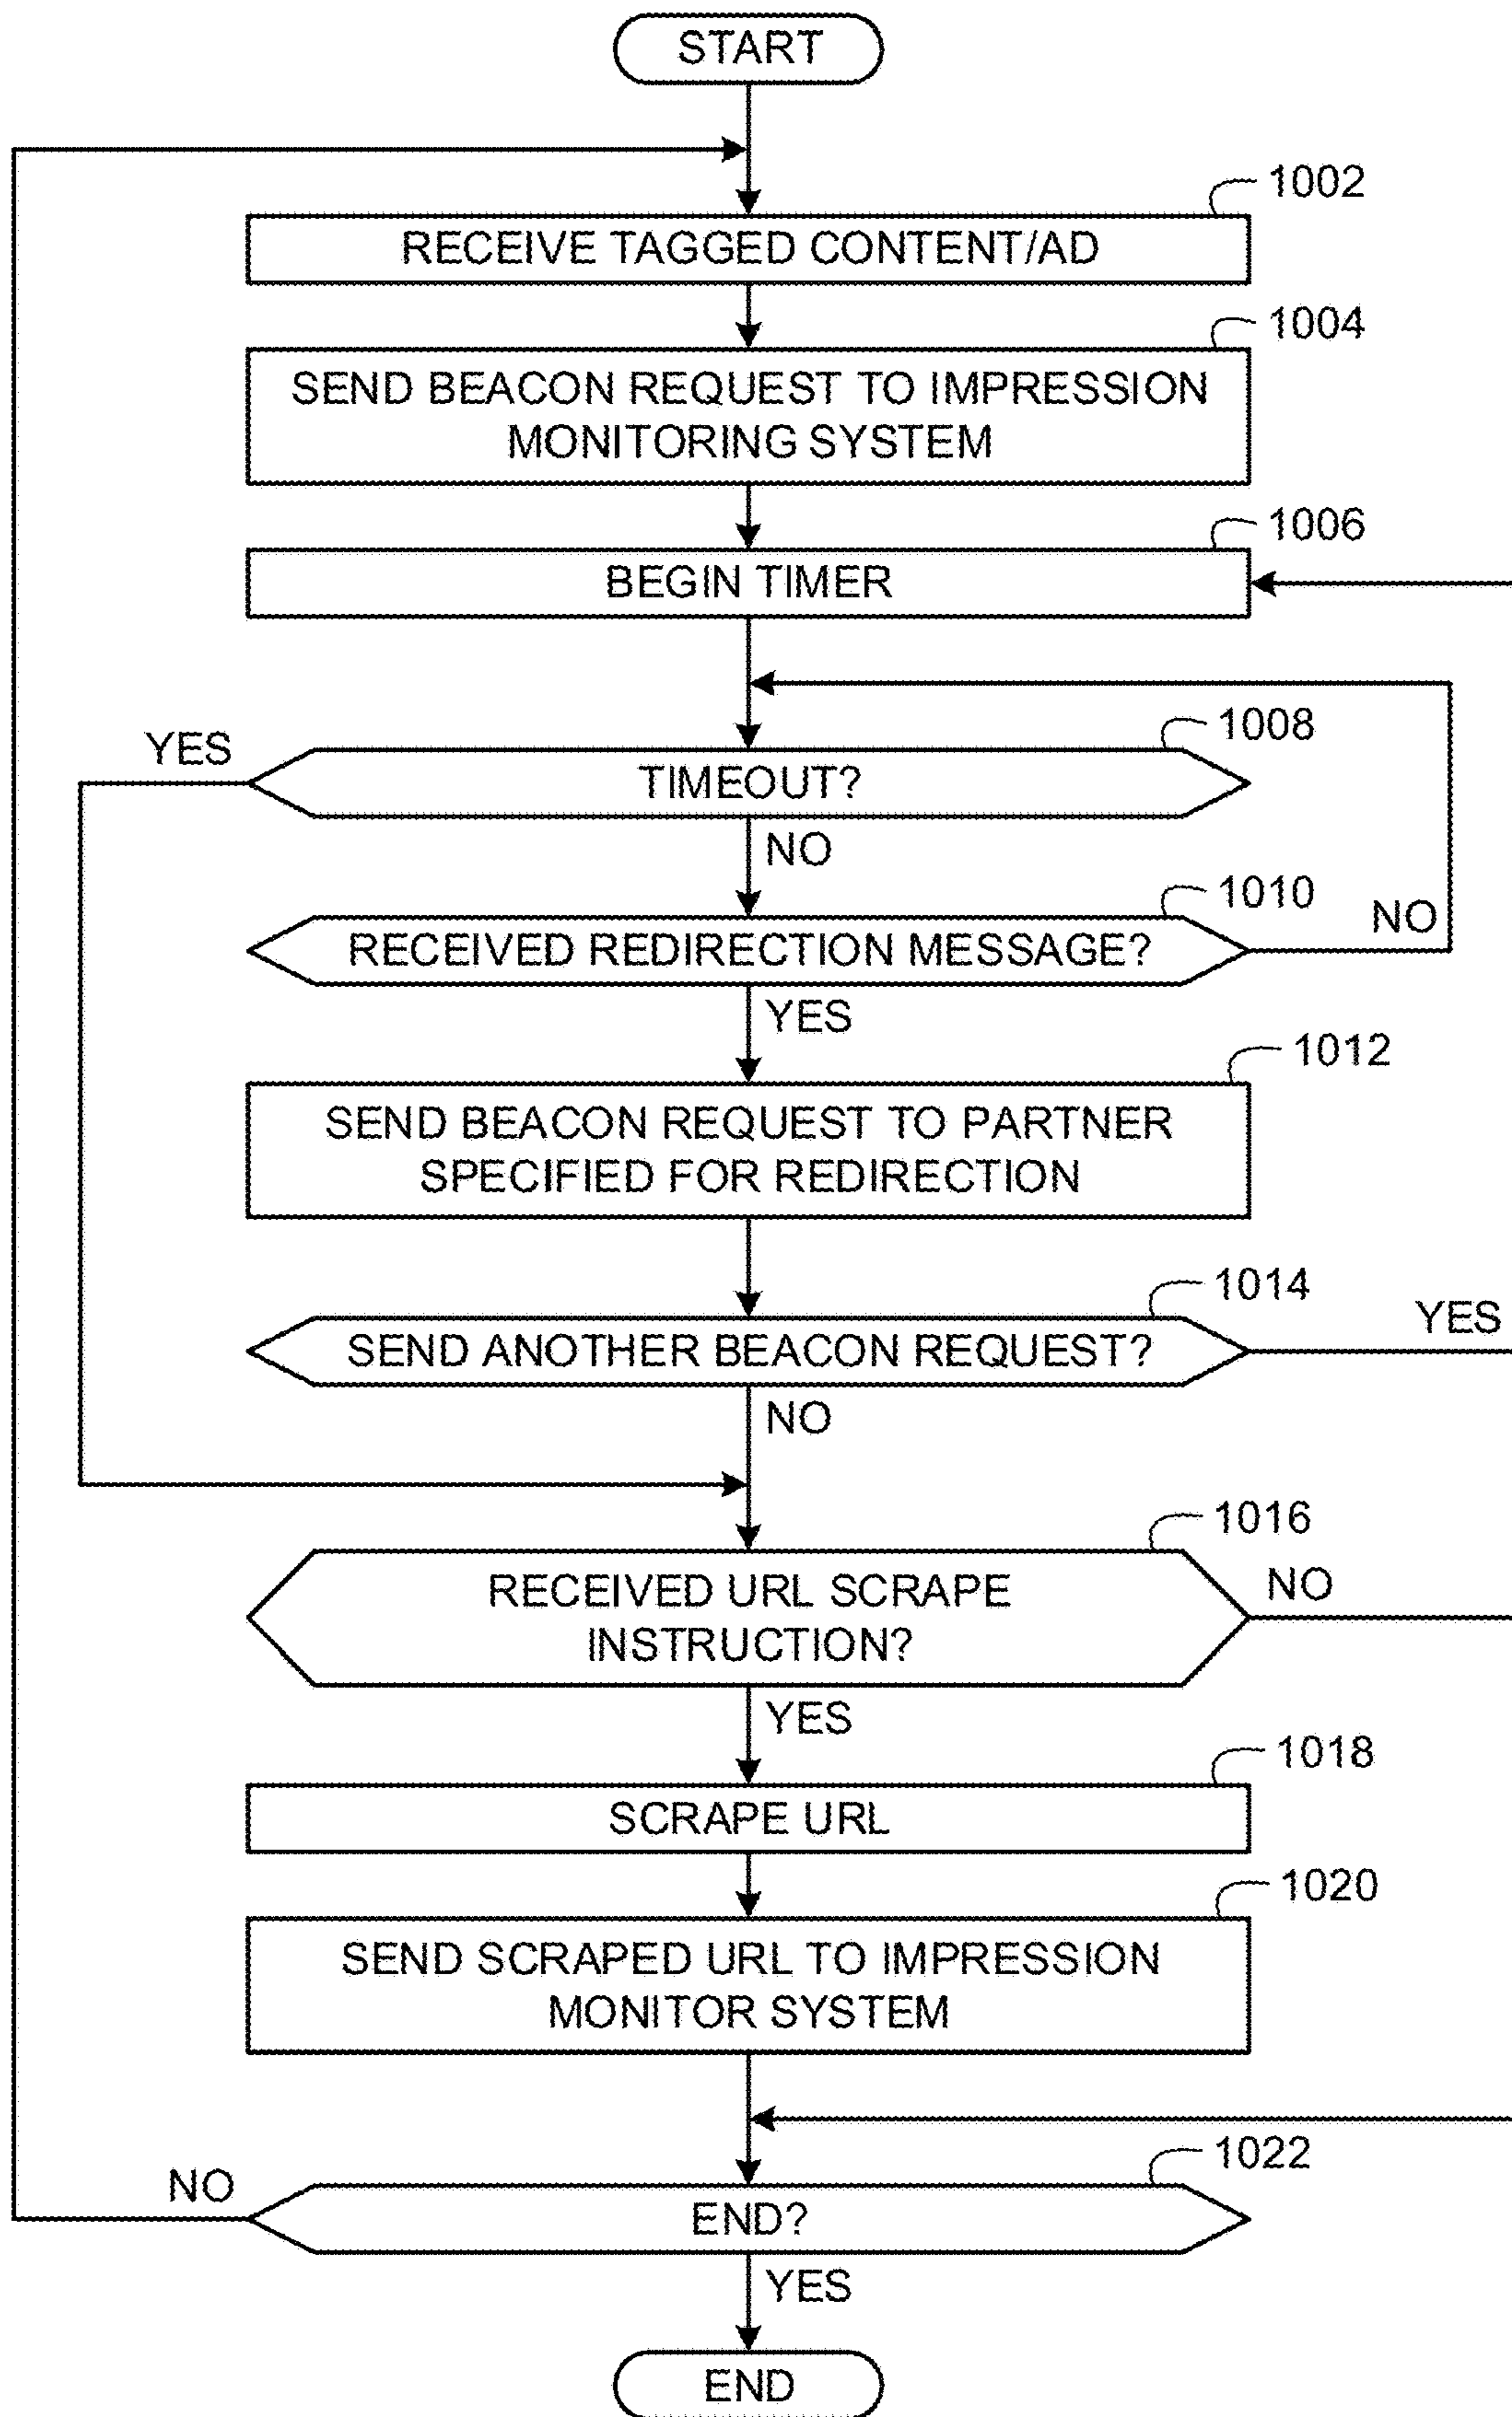 START
1002
RECEIVE TAGGED CONTENT/AD
1004
SEND BEACON REQUEST TO IMPRESSION
MONITORING SYSTEM
1006
BEGIN TIMER
YES
1008
TIMEOUT?
NO
1010
RECEIVED REDIRECTION MESSAGE?
NO
YES
1012
SEND BEACON REQUEST TO PARTNER
SPECIFIED FOR REDIRECTION
1014
SEND ANOTHER BEACON REQUEST?
YES
NO
1016
RECEIVED URL SCRAPE
INSTRUCTION?
NO
YES
1018
SCRAPE URL
1020
SEND SCRAPED URL TO IMPRESSION
MONITOR SYSTEM
1022
NO
END?
YES
END